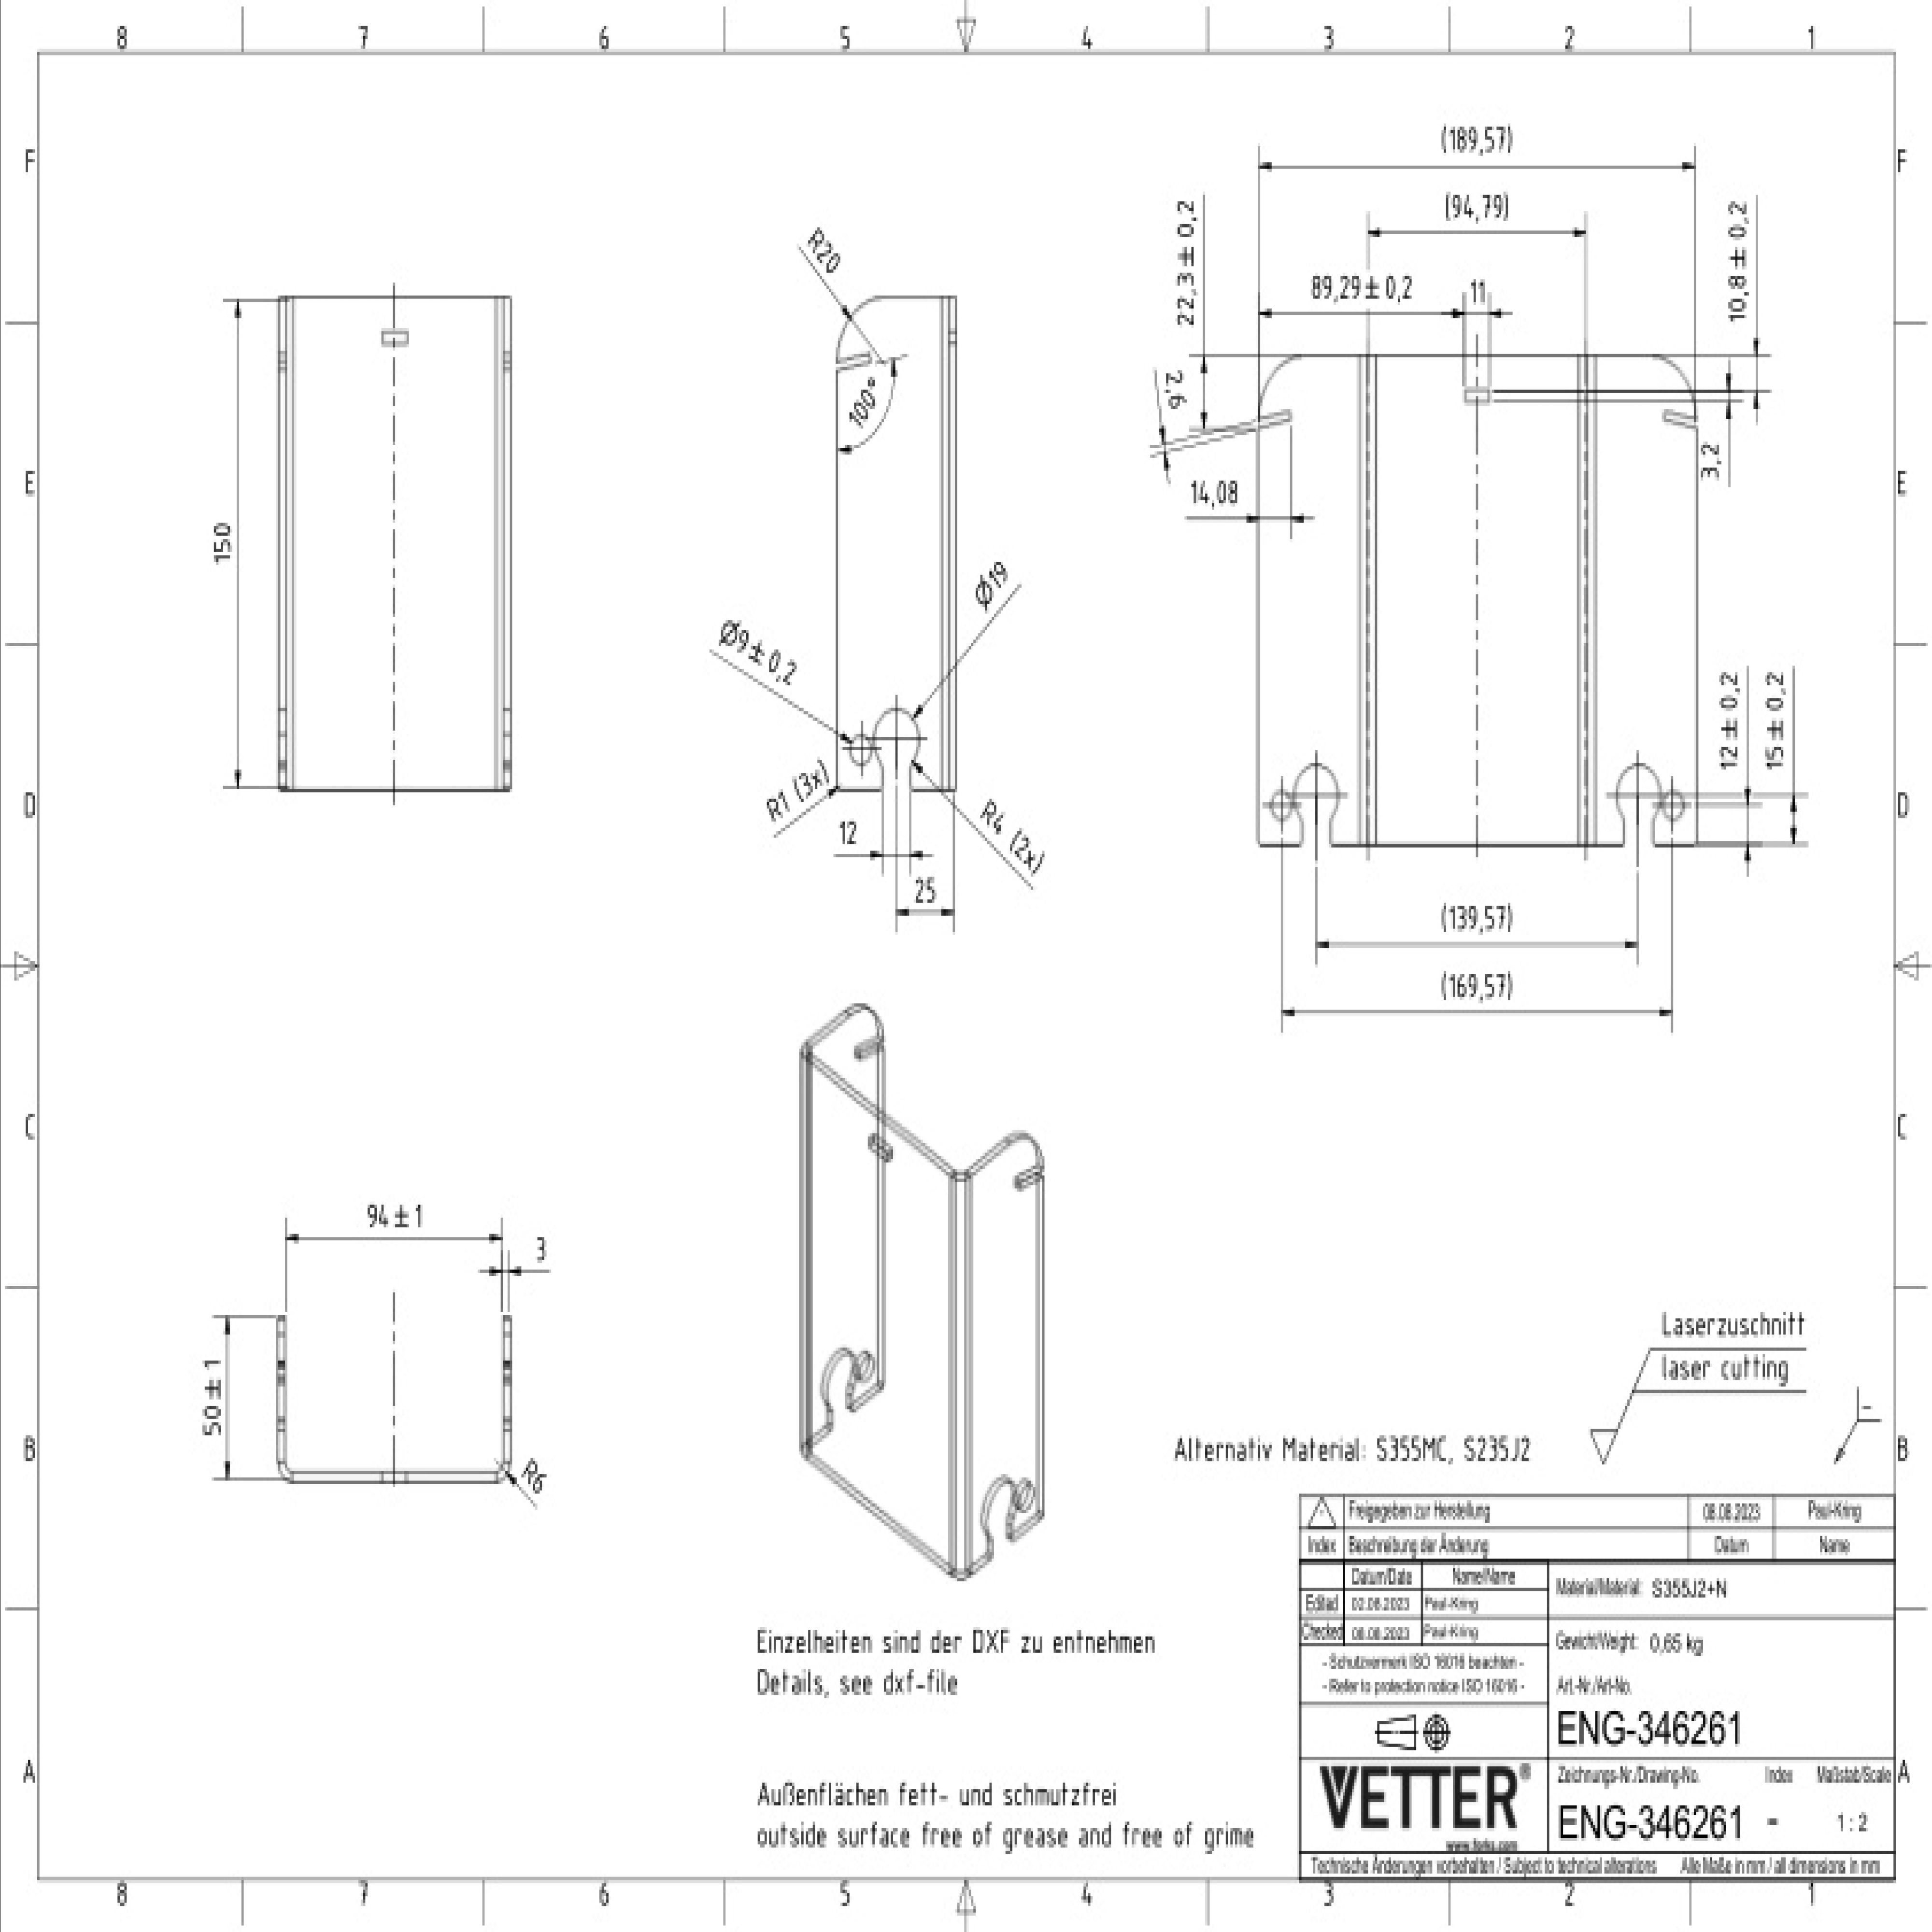 8 7 6 5 4 3 2 1
F F
(189,57)
(94,79)
22,3 ± 0,2
89,29 ± 0,2
11
10,8 ± 0,2
R20
100°
2,6
14,08
3,2
E E
150
Ø19
Ø9 ± 0,2
12 ± 0,2
15 ± 0,2
R1 (3x)
R4 (2x)
12
25
D D
(139,57)
(169,57)
C C
94 ± 1
3
50 ± 1
R6
Laserzuschnitt
laser cutting
-
B B
Alternativ Material: S355MC, S235J2
Freigegeben zur Herstellung 08.08.2023 Paul-Kring
Index Beschreibung der Änderung Datum Name
Datum/Date Name/Name
Material/Material: S355J2+N
Edited 02.08.2023 Paul-Kring
Checked 08.08.2023 Paul-Kring
Gewicht/Weight: 0,65 kg
- Schutzvermerk ISO 16016 beachten -
- Refer to protection notice ISO 16016 -
Art.-Nr./Art-No.
ENG-346261
Einzelheiten sind der DXF zu entnehmen
Details, see dxf-file
A A
VETTER®
www.forks.com
Zeichnungs-Nr./Drawing-No. Index Maßstab/Scale
ENG-346261 - 1 : 2
Außenflächen fett- und schmutzfrei
outside surface free of grease and free of grime
Technische Änderungen vorbehalten / Subject to technical alterations Alle Maße in mm / all dimensions in mm
8 7 6 5 4 3 2 1